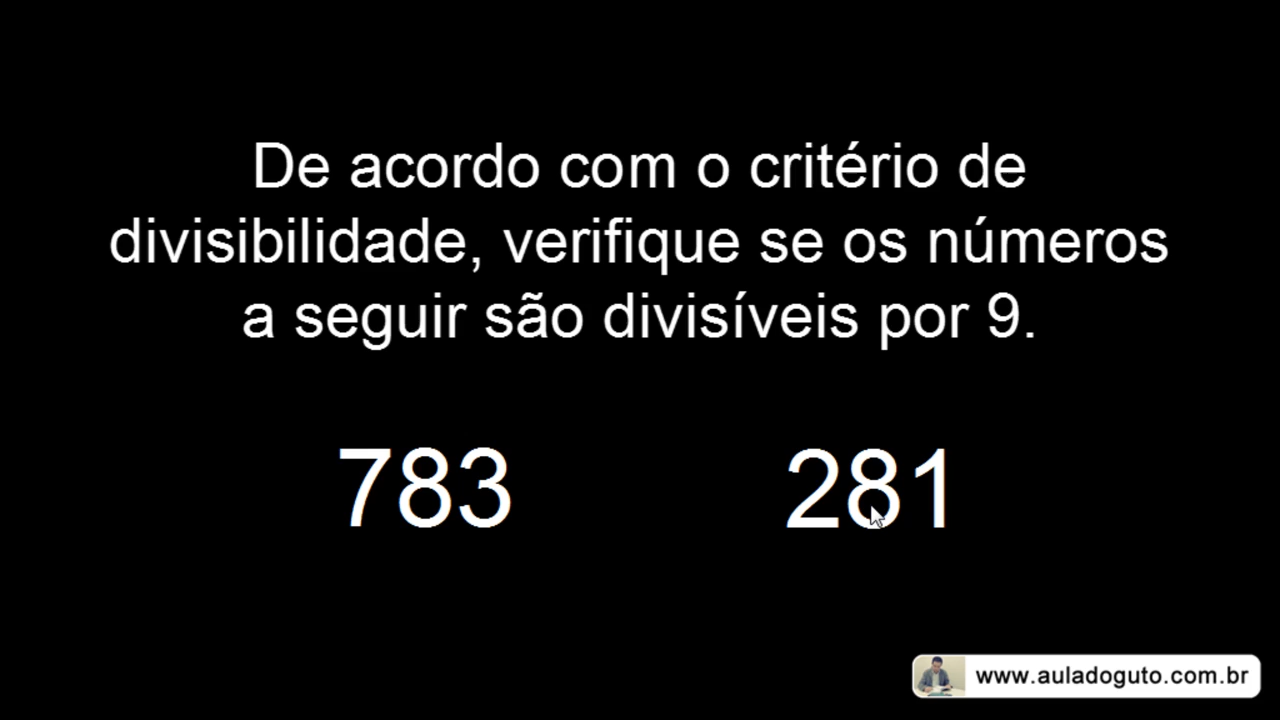 De acordo com o critério de
divisibilidade, verifique se os números
a seguir são divisíveis por 9.
783 281
www.auladoguto.com.br